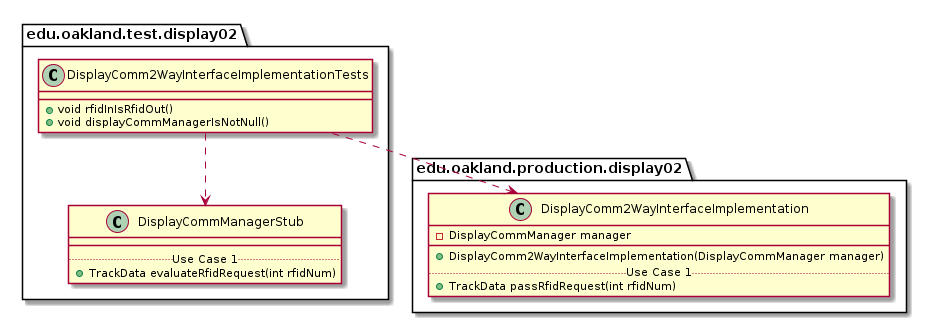 edu.oakland.test.display02
C DisplayComm2WayInterfaceImplementationTests
void rfidInIsRfidOut()
void displayCommManagerIsNotNull()
C DisplayCommManagerStub
Use Case 1
TrackData evaluateRfidRequest(int rfidNum)
edu.oakland.production.display02
C DisplayComm2WayInterfaceImplementation
DisplayCommManager manager
DisplayComm2WayInterfaceImplementation(DisplayCommManager manager)
Use Case 1
TrackData passRfidRequest(int rfidNum)